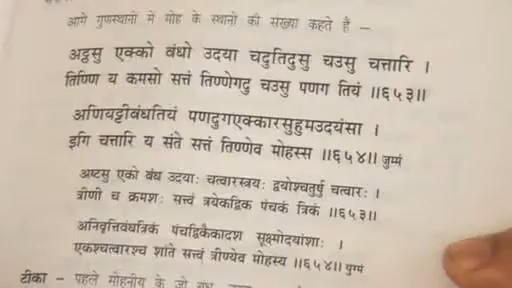 आगे गुणस्थानों में मोह के स्थानों की संख्या कहते हैं –
अट्ठसु एक्को बंधो उदया चदुतिदुसु चउसु चत्तारि ।
तिण्णि य कमसो सत्तं तिण्णेगदु चउसु पणग तियं ॥६५३॥
अणियट्टीबंधतियं पणदुगएक्कारसुहुमउदयंसा ।
इगि चत्तारि य संते सत्तं तिण्णेव मोहस्स ॥६५४॥ जुम्मं
अष्टसु एको बंध उदयाः चत्वारस्त्रयः द्वयोश्चतुर्षु चत्वारः ।
त्रीणी च क्रमशः सत्त्वं त्रयेकद्विक पंचकं त्रिकं ॥६५३॥
अनिवृत्तिबंधत्रिकं पंचद्विकैकादश सूक्ष्मोदयांशाः ।
एकश्चत्वारश्च शांते सत्त्वं त्रीण्येव मोहस्य ॥६५४॥ युग्मं
टीका – पहले मोहनीय के जो बंध